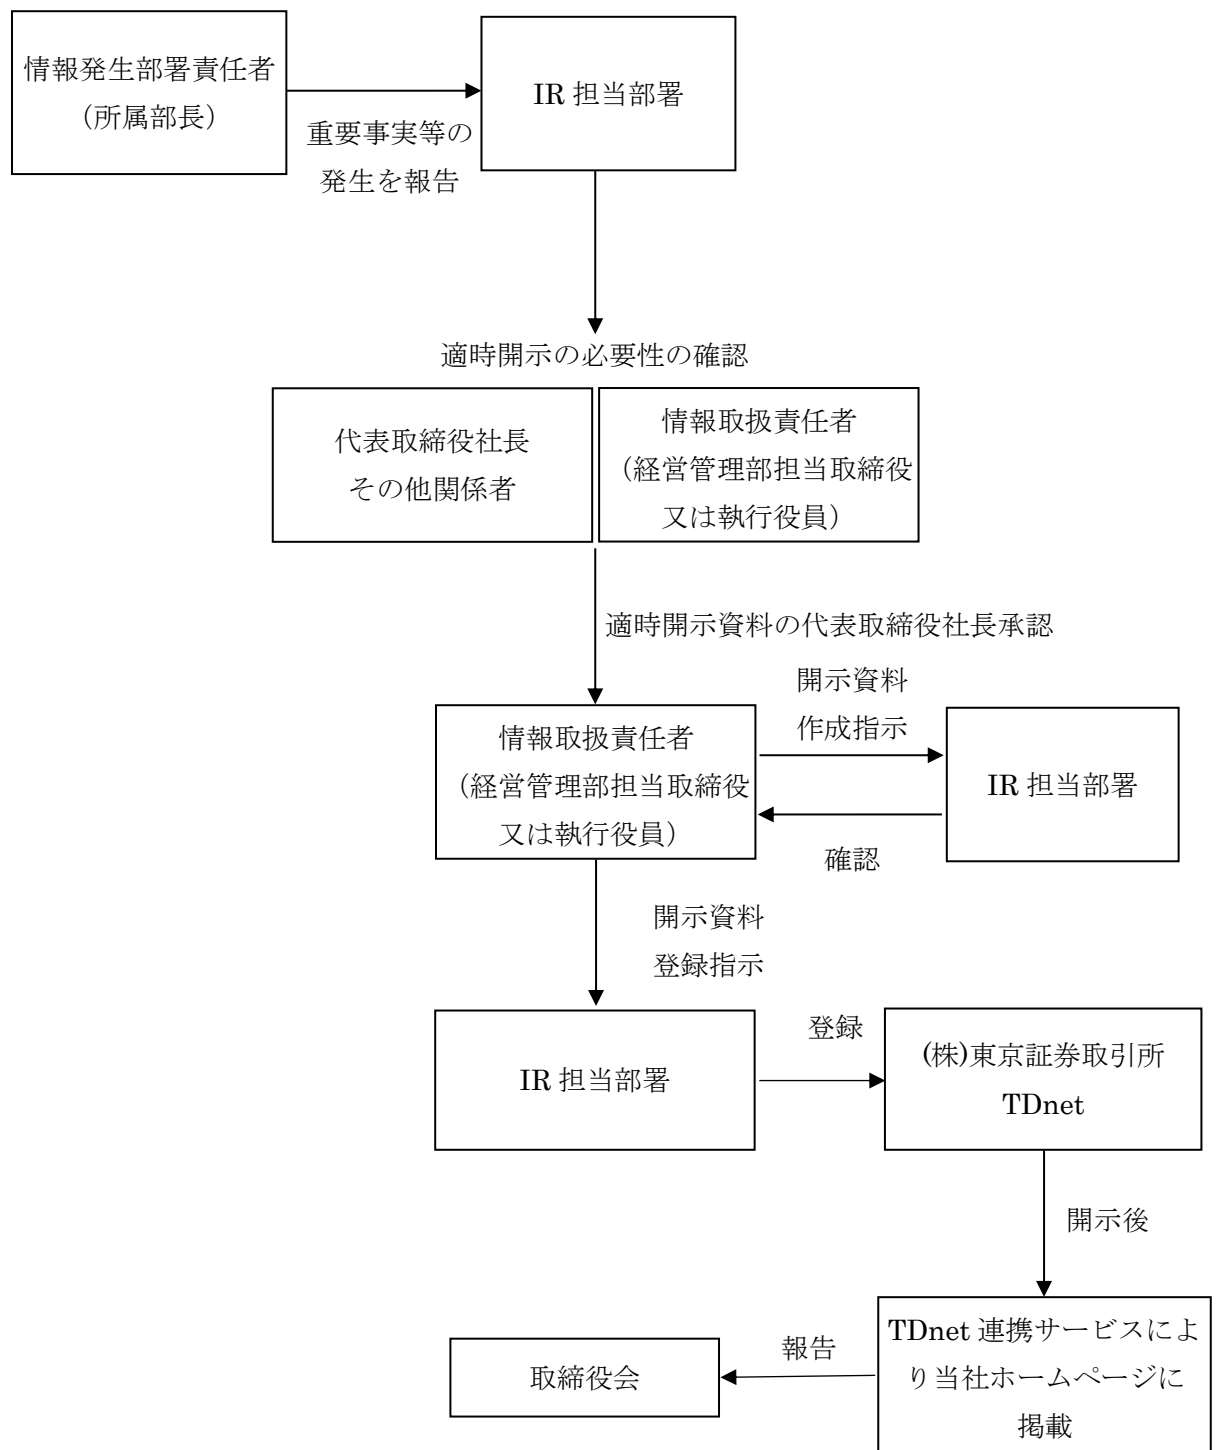 情報発生部署責任者
（所属部長）
IR 担当部署
重要事実等の
発生を報告
適時開示の必要性の確認
代表取締役社長
その他関係者
情報取扱責任者
（経営管理部担当取締役
又は執行役員）
適時開示資料の代表取締役社長承認
開示資料
作成指示
情報取扱責任者
（経営管理部担当取締役
又は執行役員）
IR 担当部署
確認
開示資料
登録指示
IR 担当部署
登録
(株)東京証券取引所
TDnet
開示後
TDnet 連携サービスによ
り当社ホームページに
掲載
報告
取締役会